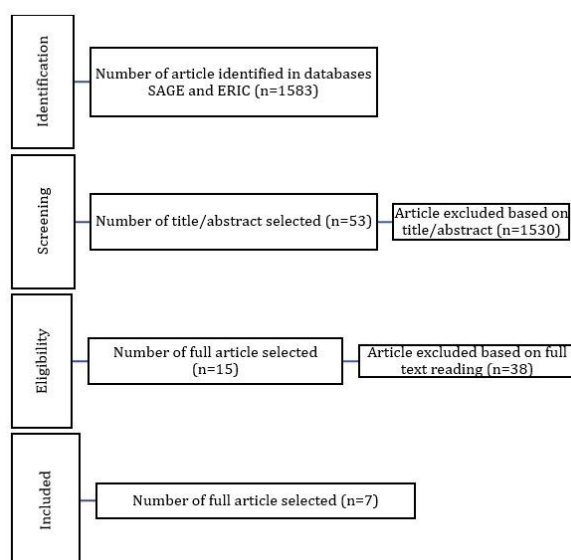 Identification
Number of article identified in databases
SAGE and ERIC (n=1583)
Screening
Number of title/abstract selected (n=53)
Article excluded based on
title/abstract (n=1530)
Eligibility
Number of full article selected
(n=15)
Article excluded based on full
text reading (n=38)
Included
Number of full article selected (n=7)